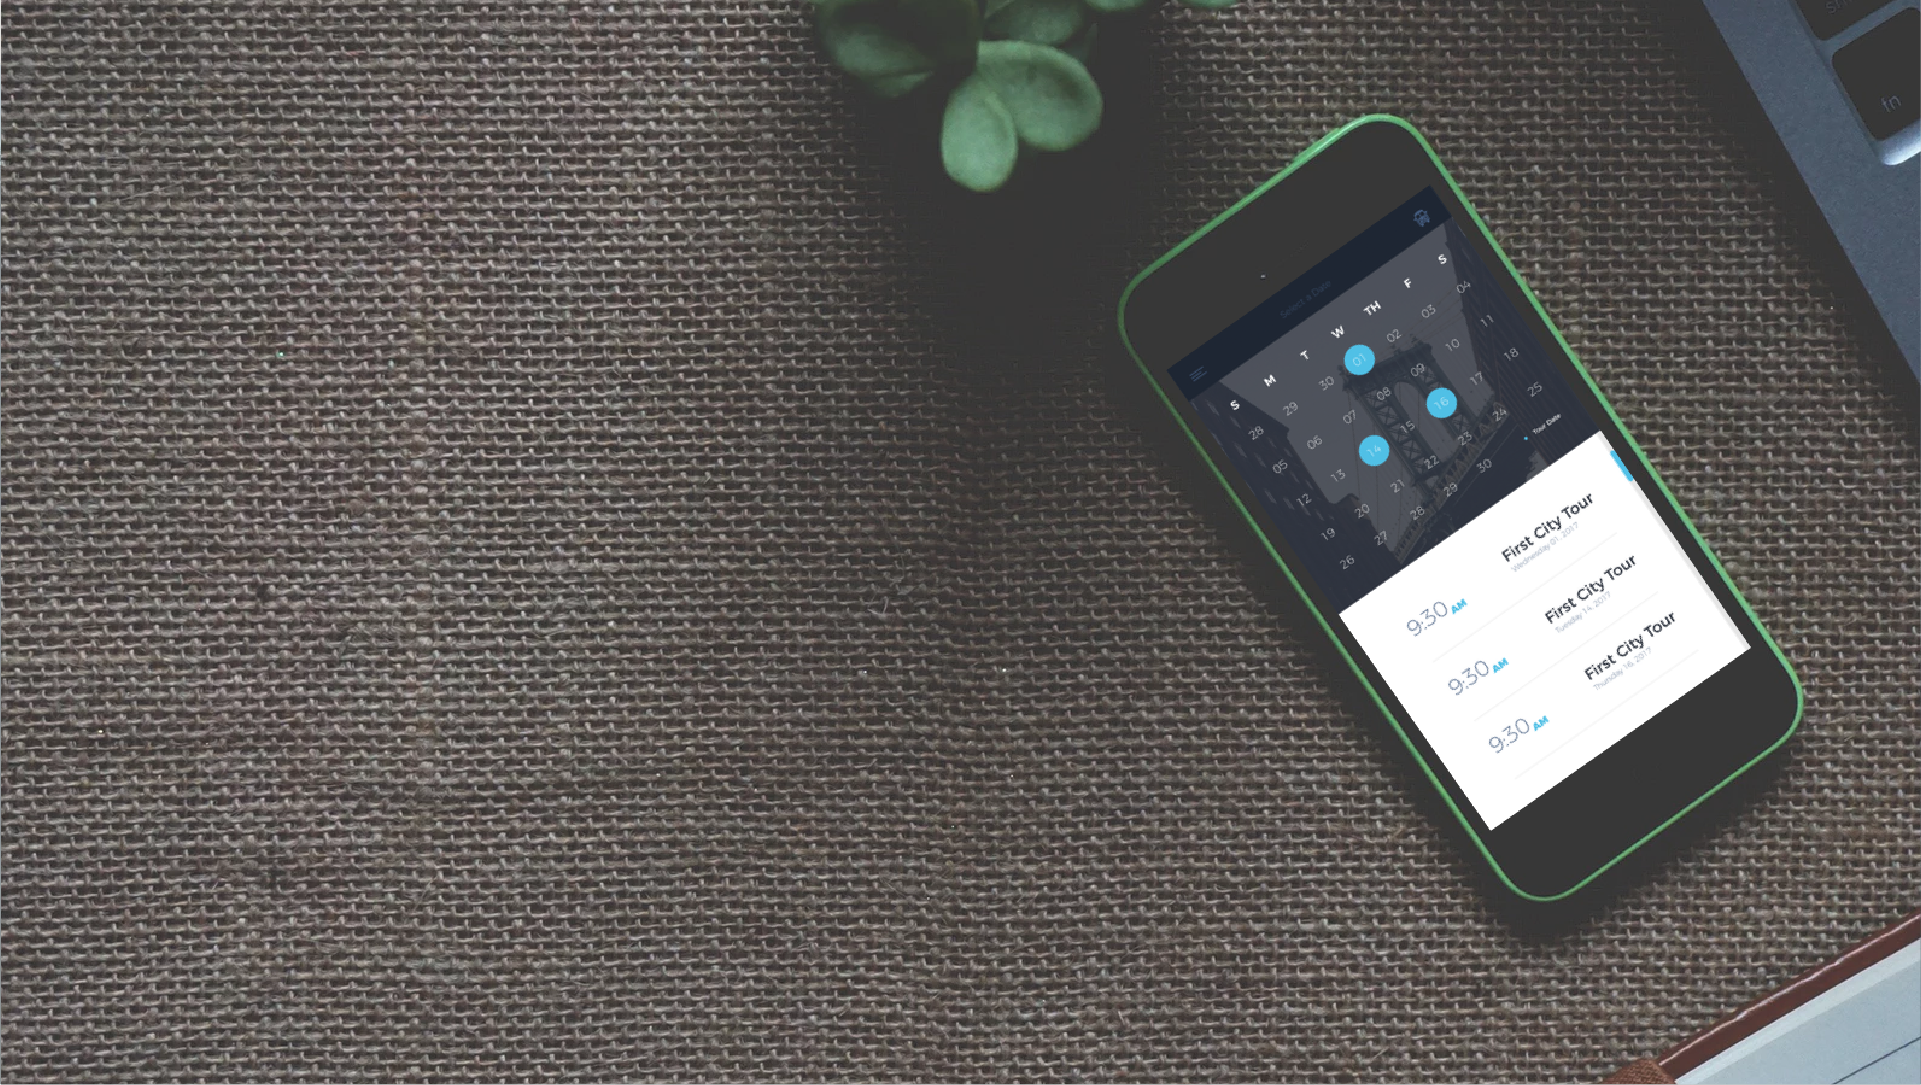 fn
Select a Date
S M T W TH F S
28 29 30 01 02 03 04
05 06 07 08 09 10 11
12 13 14 15 16 17 18
19 20 21 22 23 24 25
26 27 28 29 30
Tour Date
9:30 AM First City Tour
Wednesday 01, 2017
9:30 AM First City Tour
Tuesday 14, 2017
9:30 AM First City Tour
Thursday 16, 2017